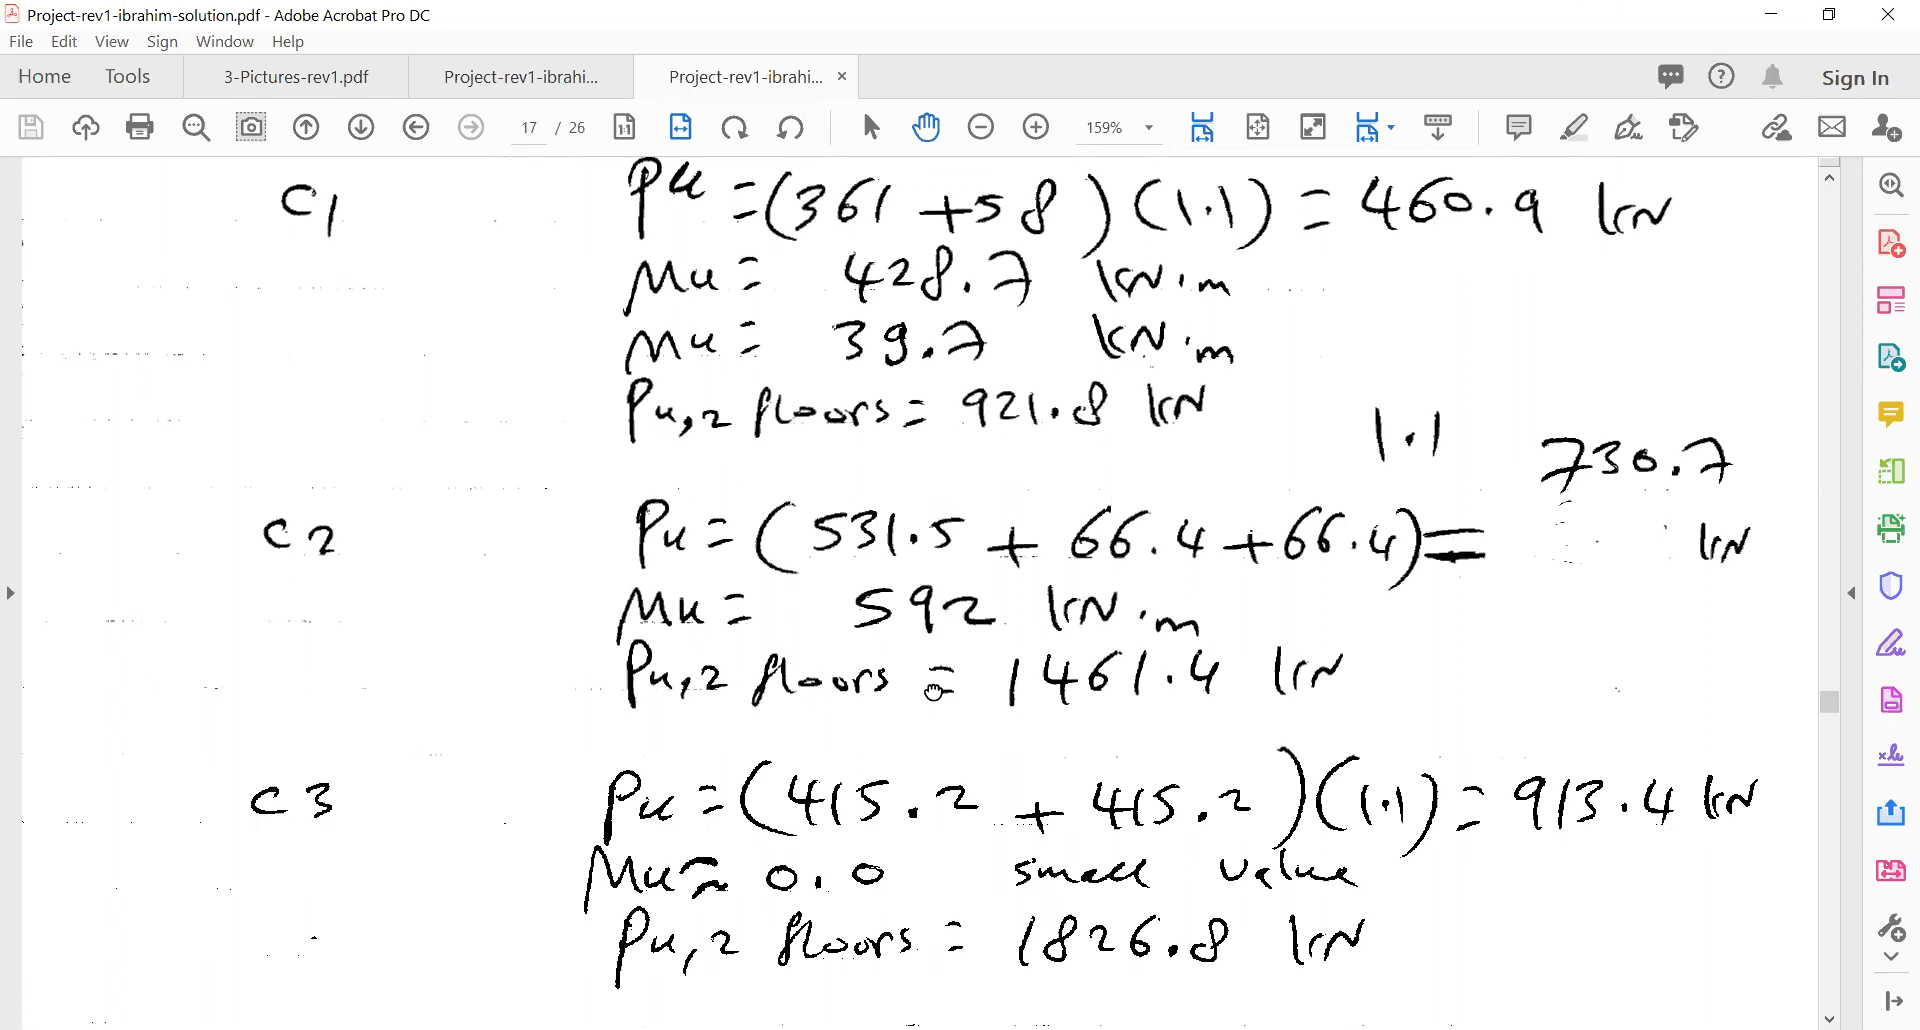 Project-rev1-ibrahim-solution.pdf - Adobe Acrobat Pro DC
File Edit View Sign Window Help
Home Tools 3-Pictures-rev1.pdf Project-rev1-ibrahi... Project-rev1-ibrahi... × Sign In
17 / 26 159%
C1 Pu = (361 + 58) (1.1) = 460.9 kN
Mu = 428.7 kN.m
Mu = 39.7 kN.m
Pu,2 floors = 921.8 kN
1.1 730.7
C2 Pu = (531.5 + 66.4 + 66.4) = kN
Mu = 592 kN.m
Pu,2 floors = 1461.4 kN
C3 Pu = (415.2 + 415.2) (1.1) = 913.4 kN
Mu ≈ 0.0 small value
Pu,2 floors = 1826.8 kN